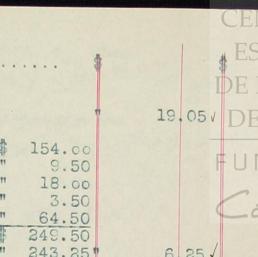 CE
ES
...... $ $
DE
" 19.05√
DE
$ 154.00
FUN
" 9.50
" 18.00
" 3.50
Ca
" 64.50
$ 249.50
" 243.25 " 6.25√